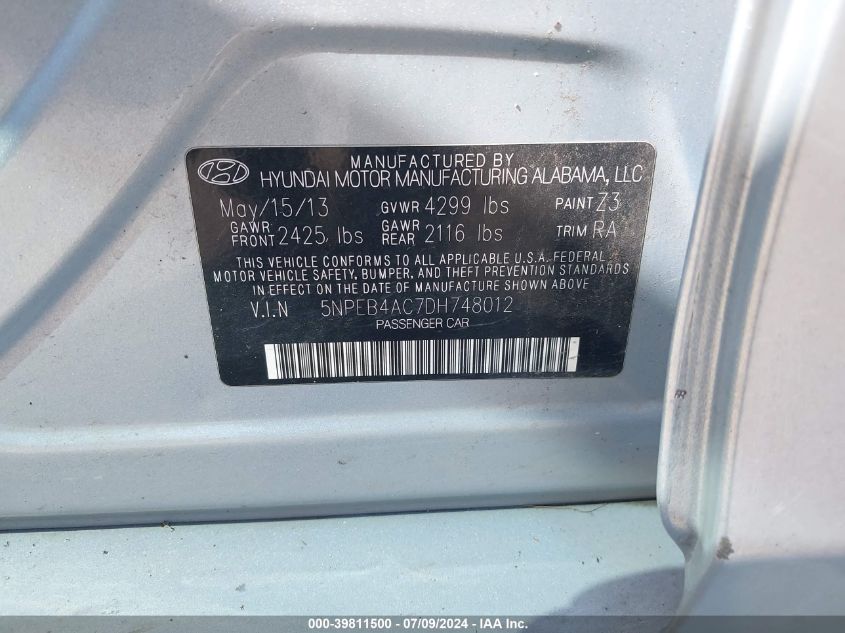 MANUFACTURED BY
HYUNDAI MOTOR MANUFACTURING ALABAMA, LLC
May/15/13 GVWR 4299 lbs PAINT Z3
GAWR FRONT 2425 lbs GAWR REAR 2116 lbs TRIM RA
THIS VEHICLE CONFORMS TO ALL APPLICABLE U.S.A. FEDERAL
MOTOR VEHICLE SAFETY, BUMPER, AND THEFT PREVENTION STANDARDS
IN EFFECT ON THE DATE OF MANUFACTURE SHOWN ABOVE
V.I.N 5NPEB4AC7DH748012
PASSENGER CAR
000-39811500 / 07/09/2024 - IAA Inc.